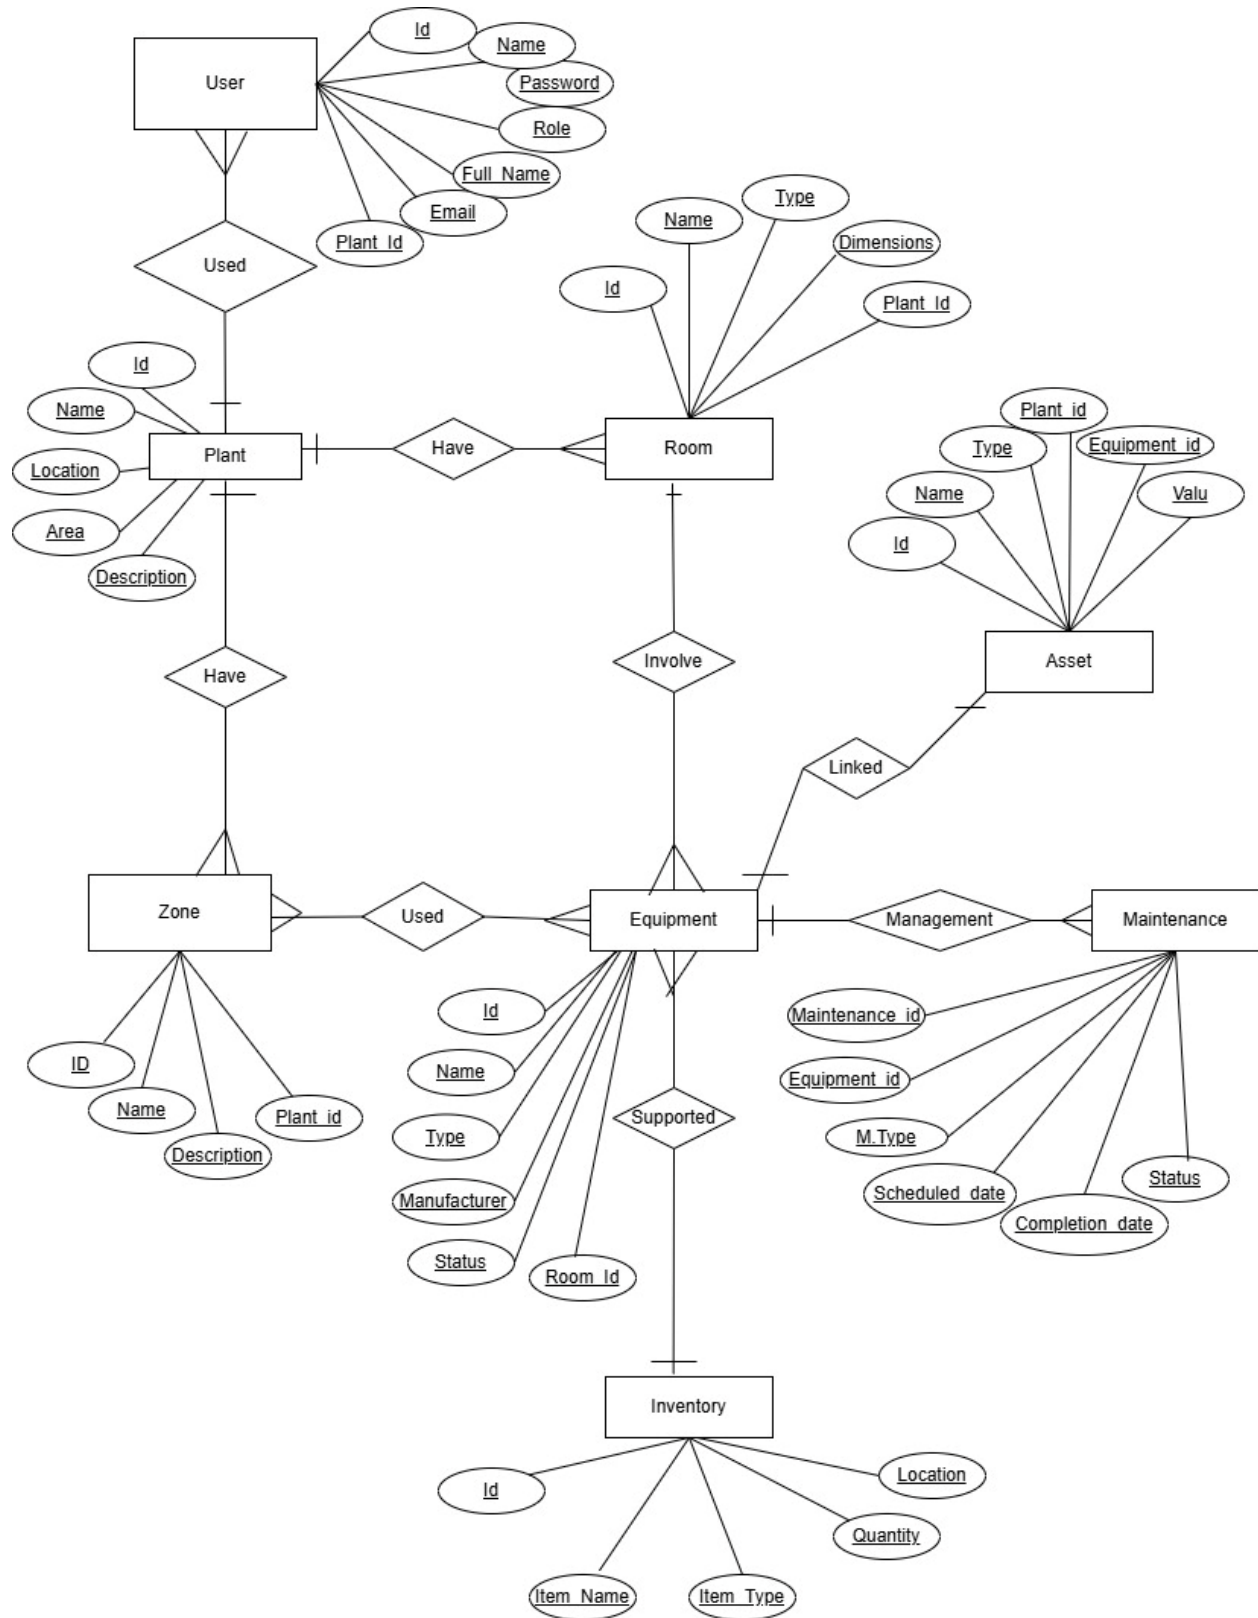 Id
Name
User
Password
Role
Full_Name
Email
Plant_Id
Used
Type
Name
Dimensions
Id
Plant_Id
Id
Name
Plant
Location
Area
Description
Have
Room
Plant_id
Type
Equipment_id
Name
Valu
Id
Asset
Have
Involve
Linked
Zone
Used
Equipment
Management
Maintenance
ID
Name
Description
Plant_id
Id
Name
Type
Manufacturer
Status
Room_Id
Supported
Maintenance_id
Equipment_id
M.Type
Scheduled_date
Completion_date
Status
Inventory
Id
Item_Name
Item_Type
Quantity
Location